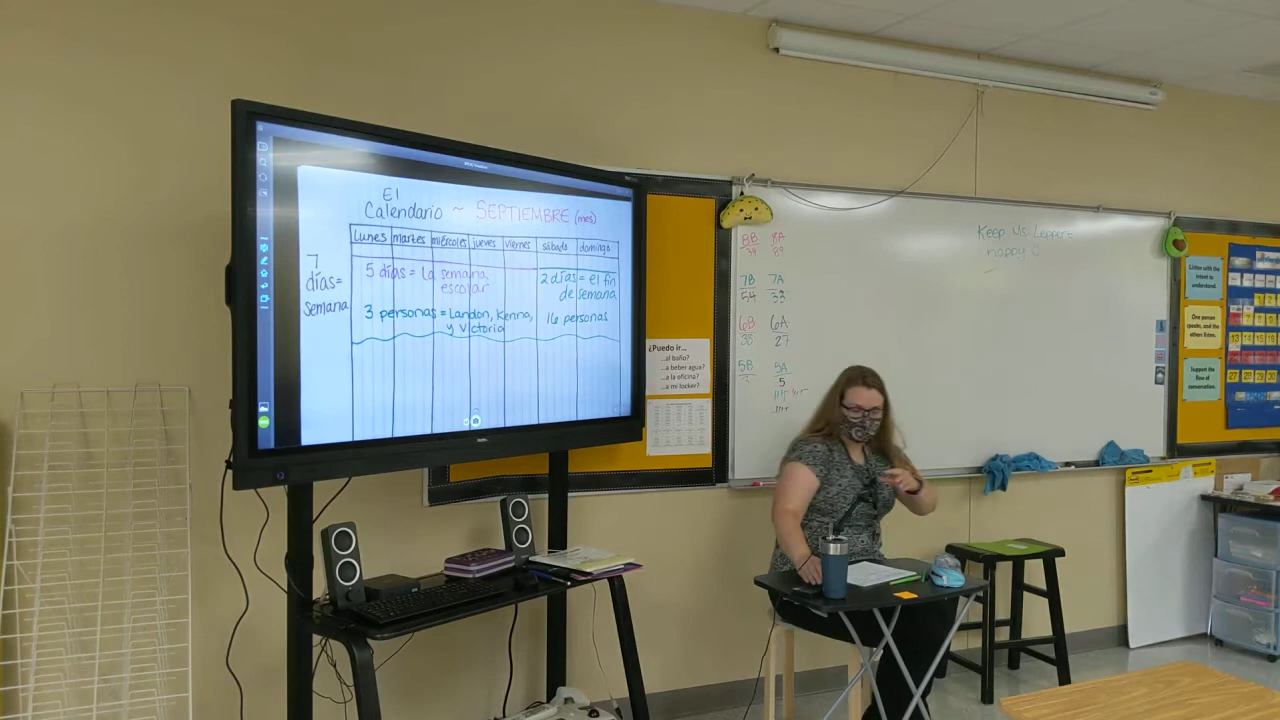 El
Calendario ~ SEPTIEMBRE (mes)
Lunes martes miércoles jueves viernes sábado domingo
7
días=
semana
5 días = La semana
escolar
2 días = el fin
de semana
3 personas = Landon, Kenna,
y Victoria
16 personas
¿Puedo ir...
...al baño?
...a beber agua?
...a la oficina?
...a mi locker?
8B 8A
7B 7A
54 33
6B 6A
38 27
5B 5A
5
Keep Ms. Leppert
happy
Listen with the
intent to
understand.
One person
speaks, and
the others
listen.
Support the
flow of
conversation.